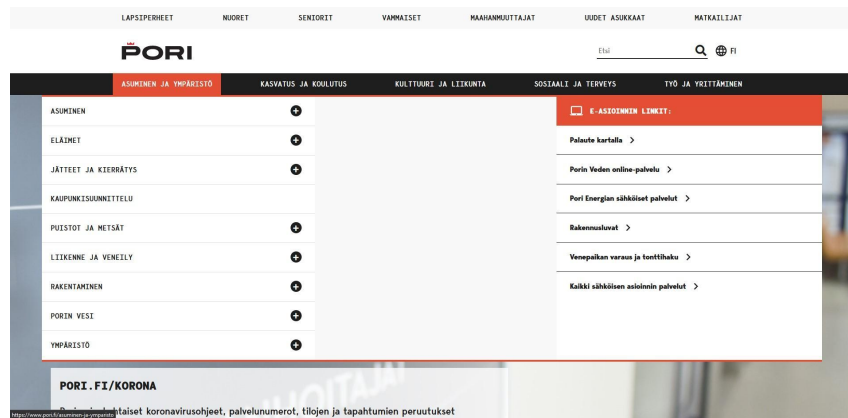 LAPSIPERHEET NUORET SENIORIT VAMMAISET MAAHANMUUTTAJAT UUDET ASUKKAAT MATKAILIJAT
PORI
Etsi
FI
ASUMINEN JA YMPÄRISTÖ KASVATUS JA KOULUTUS KULTTUURI JA LIIKUNTA SOSIAALI JA TERVEYS TYÖ JA YRITTÄMINEN
ASUMINEN
ELÄIMET
JÄTTEET JA KIERRÄTYS
KAUPUNKISUUNNITTELU
PUISTOT JA METSÄT
LIIKENNE JA VENEILY
RAKENTAMINEN
PORIN VESI
YMPÄRISTÖ
E-ASIOINNIN LINKIT:
Palaute kartalla
Porin Veden online-palvelu
Pori Energian sähköiset palvelut
Rakennusluvat
Venepaikan varaus ja tonttihaku
Kaikki sähköisen asioinnin palvelut
PORI.FI/KORONA
koronavirusohjeet, palvelunumerot, tilojen ja tapahtumien peruutukset
https://www.pori.fi/asuminen-ja-ymparisto